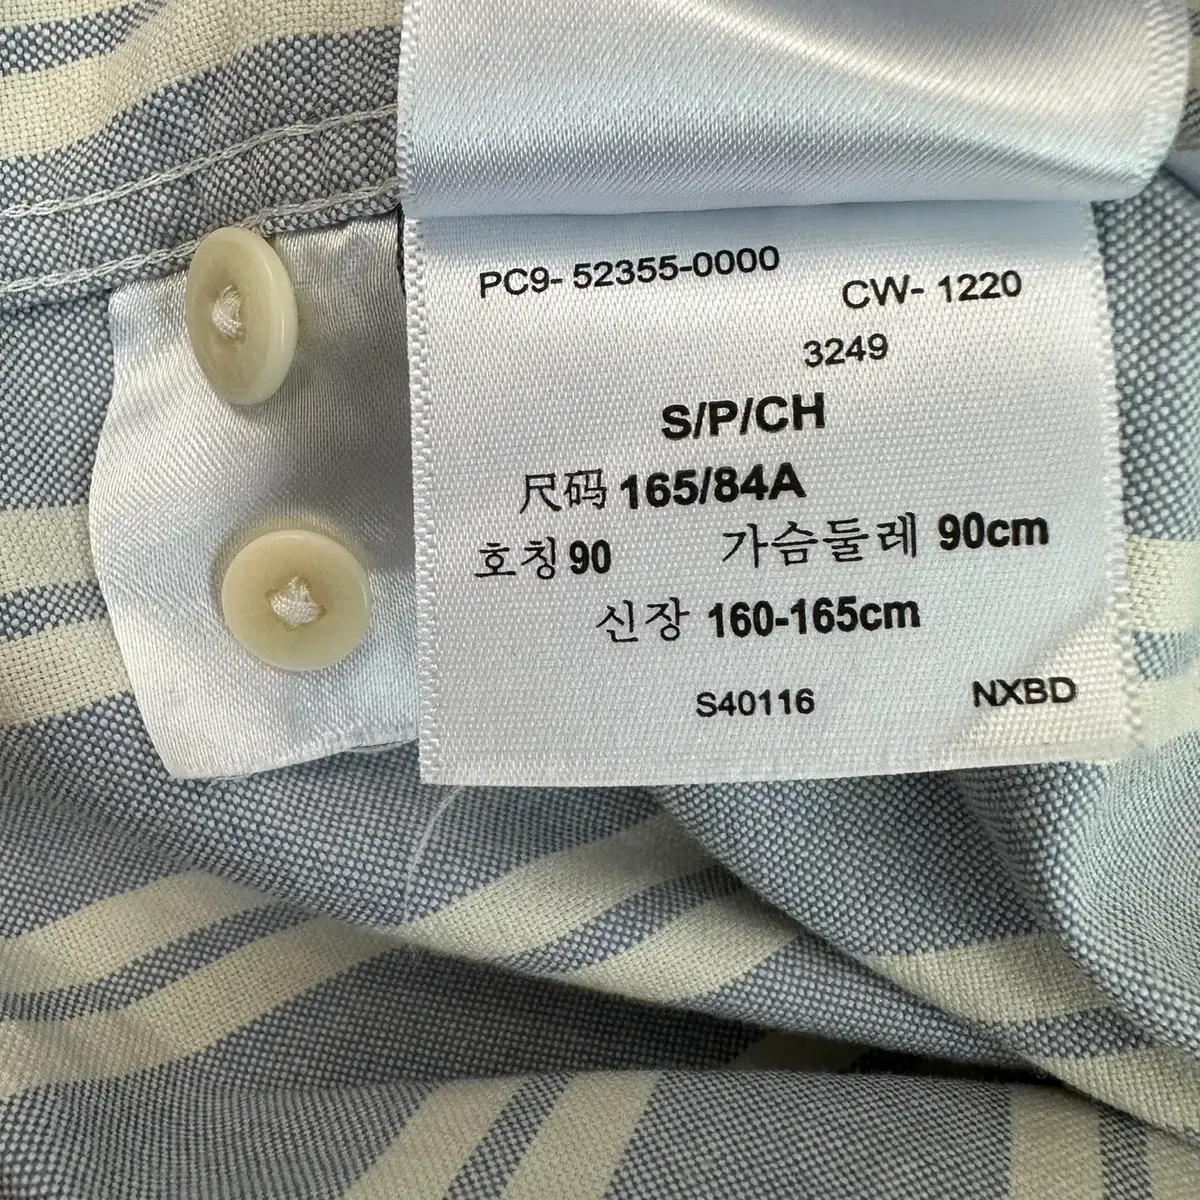 PC9- 52355-0000
CW- 1220
3249
S/P/CH
尺码 165/84A
호칭 90 가슴둘레 90cm
신장 160-165cm
S40116 NXBD